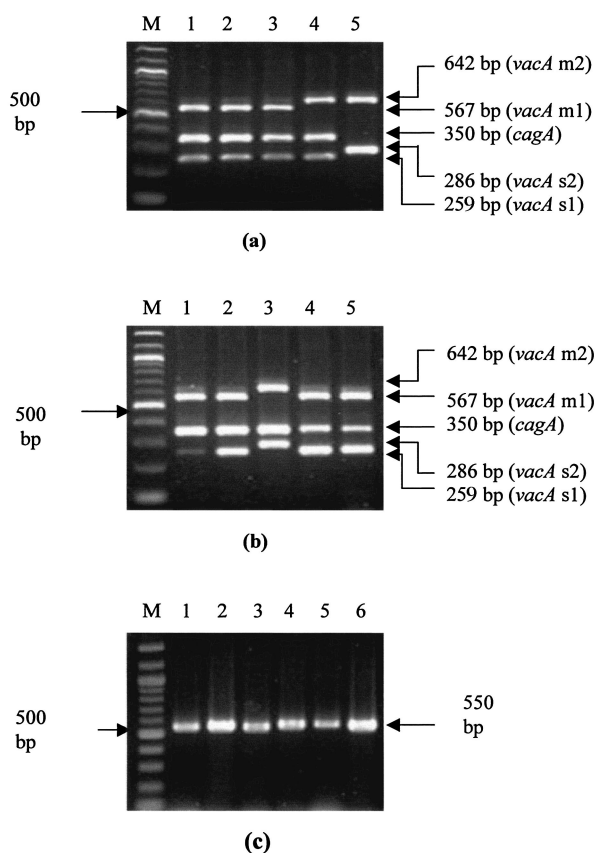 M 1 2 3 4 5
500
bp
642 bp (vacA m2)
567 bp (vacA m1)
350 bp (cagA)
286 bp (vacA s2)
259 bp (vacA s1)
(a)
M 1 2 3 4 5
500
bp
642 bp (vacA m2)
567 bp (vacA m1)
350 bp (cagA)
286 bp (vacA s2)
259 bp (vacA s1)
(b)
M 1 2 3 4 5 6
500
bp
550
bp
(c)